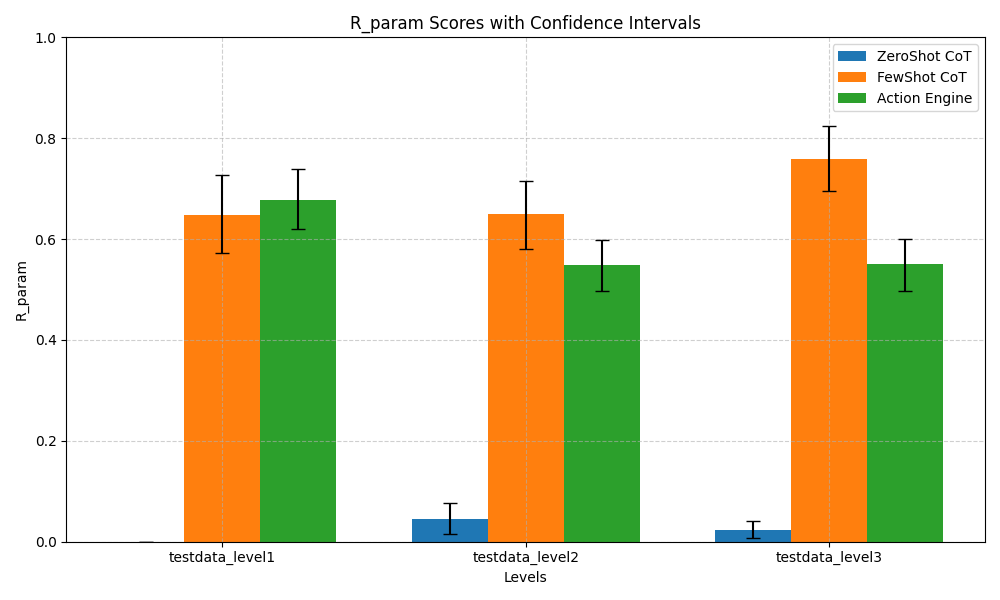 R_param Scores with Confidence Intervals
1.0
0.8
0.6
0.4
0.2
0.0
R_param
ZeroShot CoT
FewShot CoT
Action Engine
testdata_level1
testdata_level2
testdata_level3
Levels